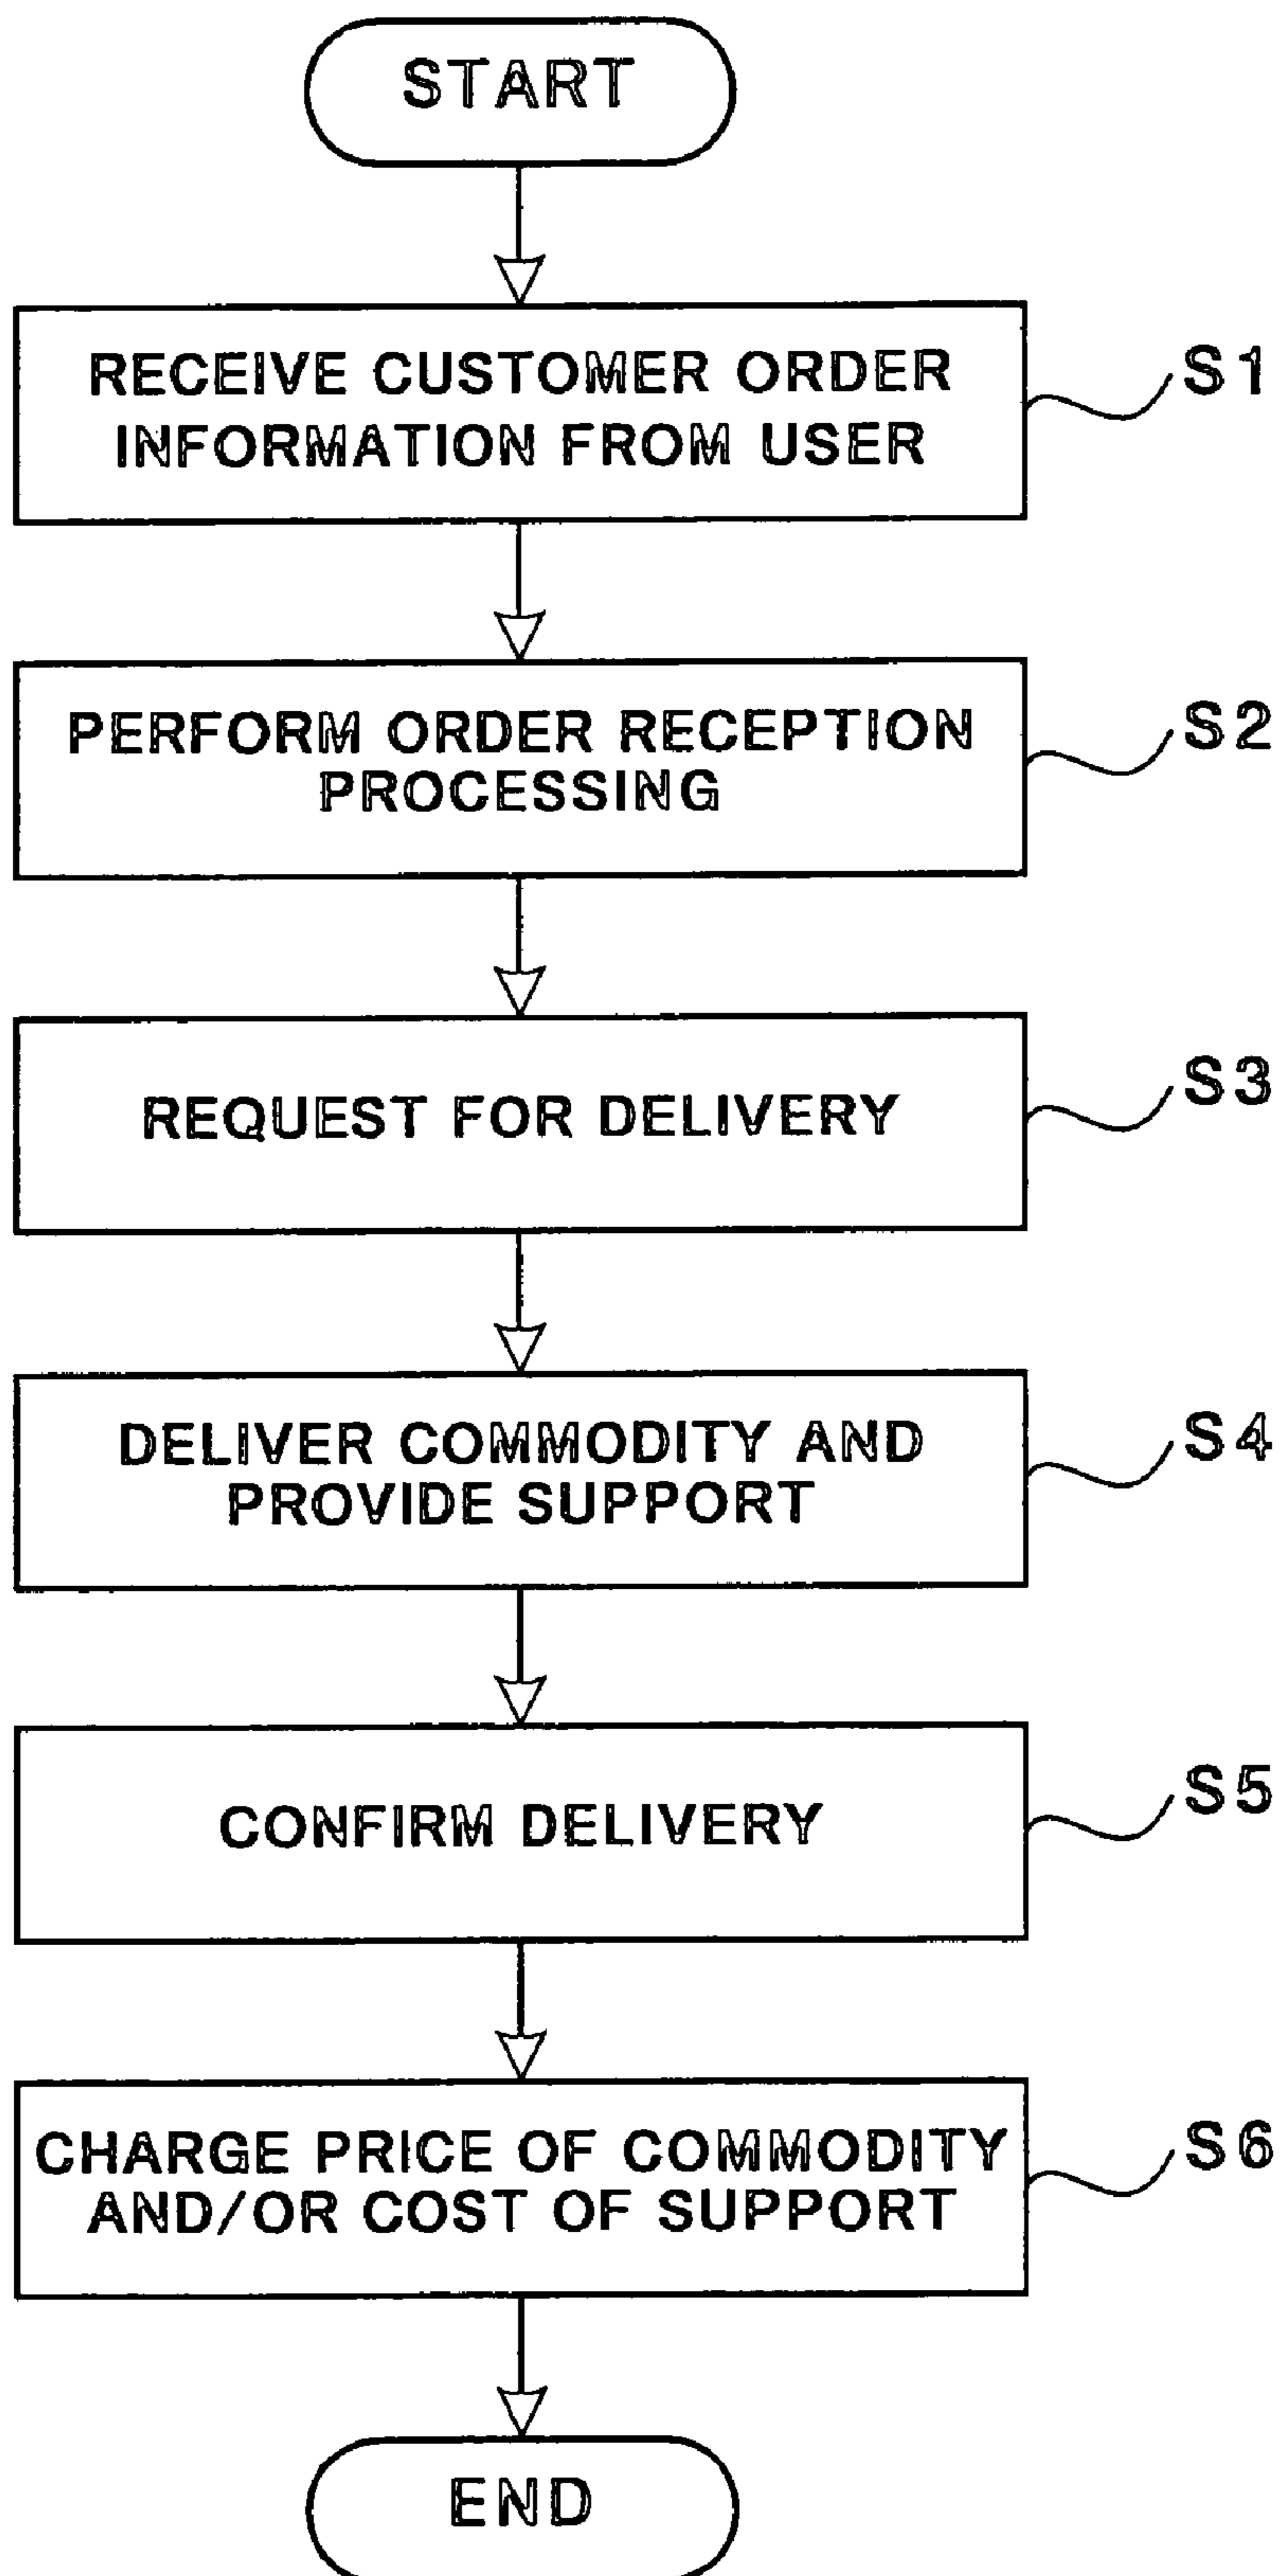 START
RECEIVE CUSTOMER ORDER
INFORMATION FROM USER
S1
PERFORM ORDER RECEPTION
PROCESSING
S2
REQUEST FOR DELIVERY
S3
DELIVER COMMODITY AND
PROVIDE SUPPORT
S4
CONFIRM DELIVERY
S5
CHARGE PRICE OF COMMODITY
AND/OR COST OF SUPPORT
S6
END